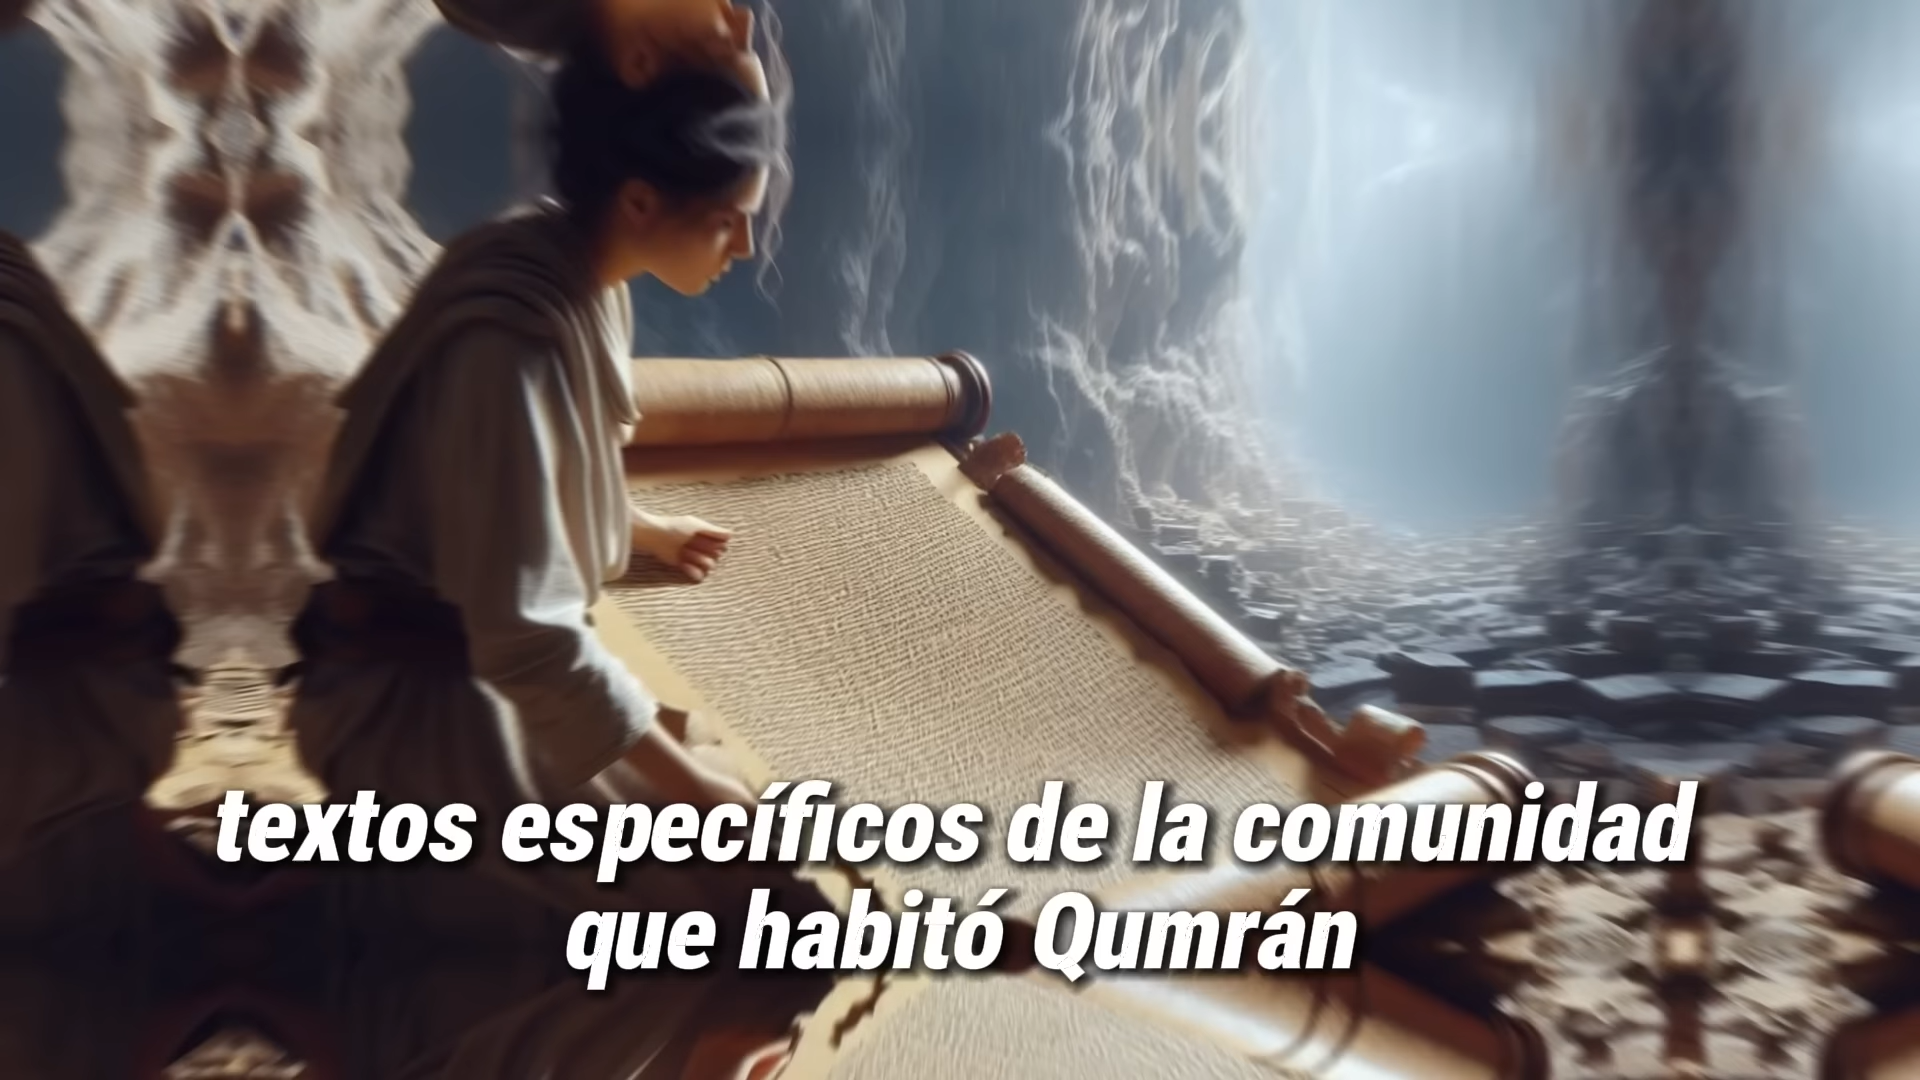 textos específicos de la comunidad
que habitó Qumrán